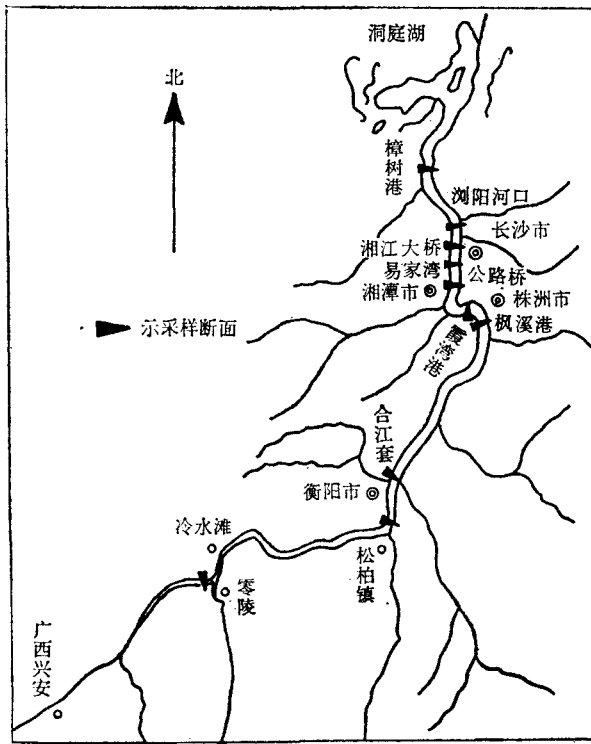 洞庭湖
北
樟树港
浏阳河口
长沙市
湘江大桥
易家湾
公路桥
湘潭市
株洲市
枫溪港
示采样断面
霞湾港
合江套
衡阳市
冷水滩
松柏镇
零陵
广西兴安